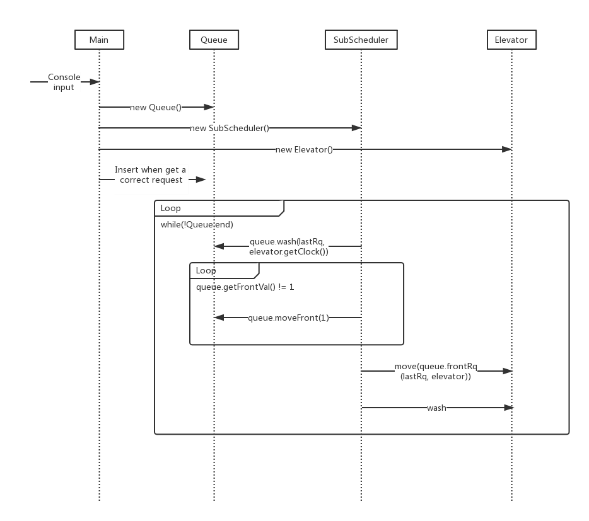 Main
Queue
SubScheduler
Elevator
Console
input
new Queue()
new SubScheduler()
new Elevator()
Insert when get a
correct request
Loop
while(!Queue.end)
queue.wash(lastRq,
elevator.getClock())
Loop
queue.getFrontVal() != 1
queue.moveFront(1)
move(queue.frontRq
(lastRq, elevator))
wash